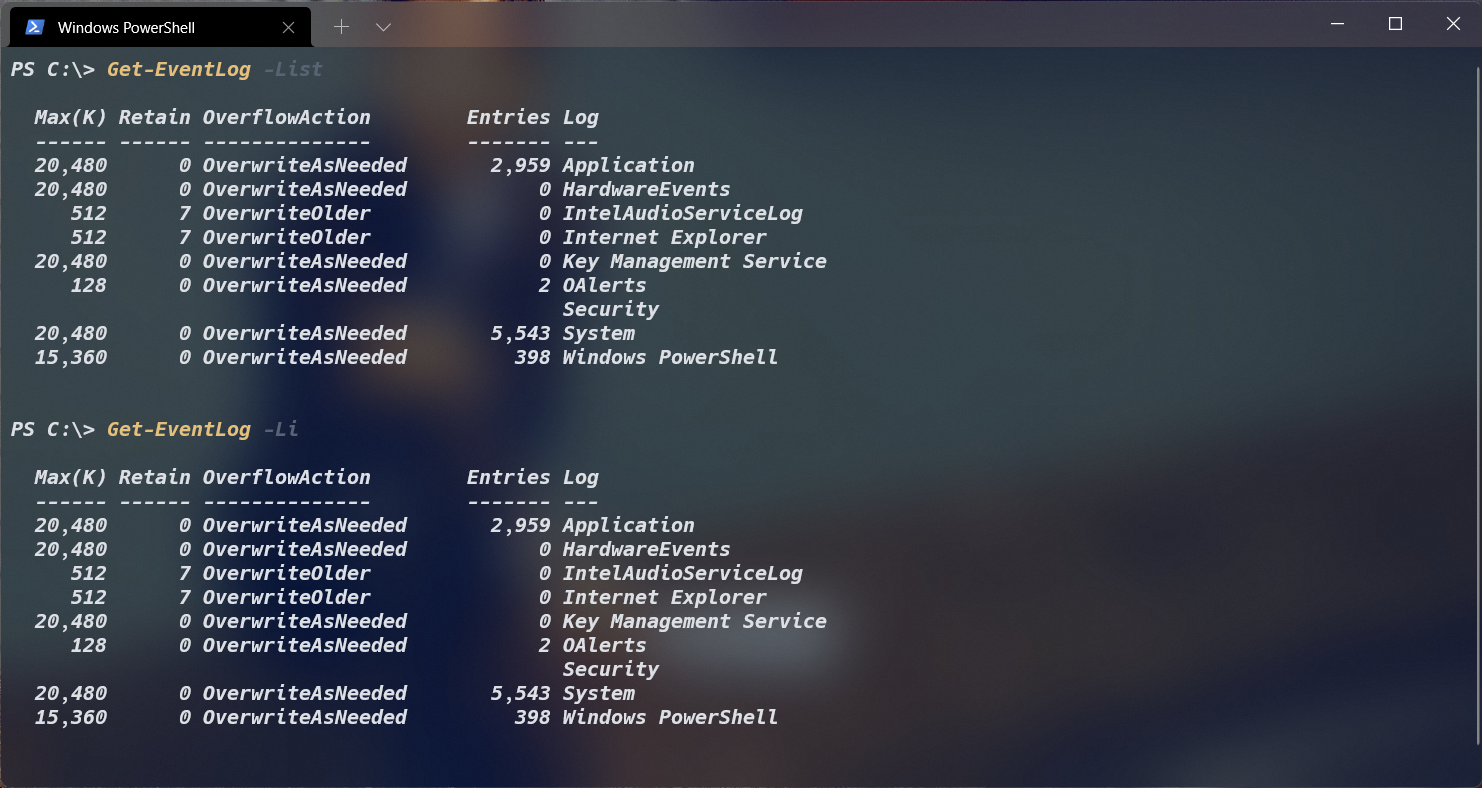 Windows PowerShell
PS C:\> Get-EventLog -List
Max(K) Retain OverflowAction Entries Log
------ ------ -------------- ------- ---
20,480 0 OverwriteAsNeeded 2,959 Application
20,480 0 OverwriteAsNeeded 0 HardwareEvents
512 7 OverwriteOlder 0 IntelAudioServiceLog
512 7 OverwriteOlder 0 Internet Explorer
20,480 0 OverwriteAsNeeded 0 Key Management Service
128 0 OverwriteAsNeeded 2 OAlerts
Security
20,480 0 OverwriteAsNeeded 5,543 System
15,360 0 OverwriteAsNeeded 398 Windows PowerShell
PS C:\> Get-EventLog -Li
Max(K) Retain OverflowAction Entries Log
------ ------ -------------- ------- ---
20,480 0 OverwriteAsNeeded 2,959 Application
20,480 0 OverwriteAsNeeded 0 HardwareEvents
512 7 OverwriteOlder 0 IntelAudioServiceLog
512 7 OverwriteOlder 0 Internet Explorer
20,480 0 OverwriteAsNeeded 0 Key Management Service
128 0 OverwriteAsNeeded 2 OAlerts
Security
20,480 0 OverwriteAsNeeded 5,543 System
15,360 0 OverwriteAsNeeded 398 Windows PowerShell